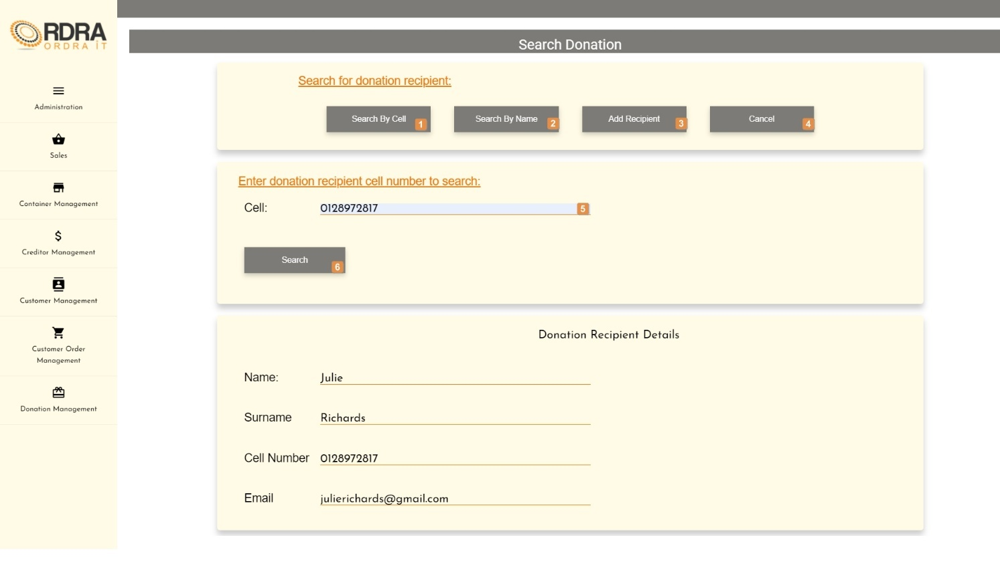 ORDRA
ORDRA iT
Administration
Sales
Container Management
Creditor Management
Customer Management
Customer Order
Management
Donation Management
Search Donation
Search for donation recipient:
Search By Cell 1 Search By Name 2 Add Recipient 3 Cancel 4
Enter donation recipient cell number to search:
Cell: 0128972817 5
Search 6
Donation Recipient Details
Name: Julie
Surname Richards
Cell Number 0128972817
Email julierichards@gmail.com